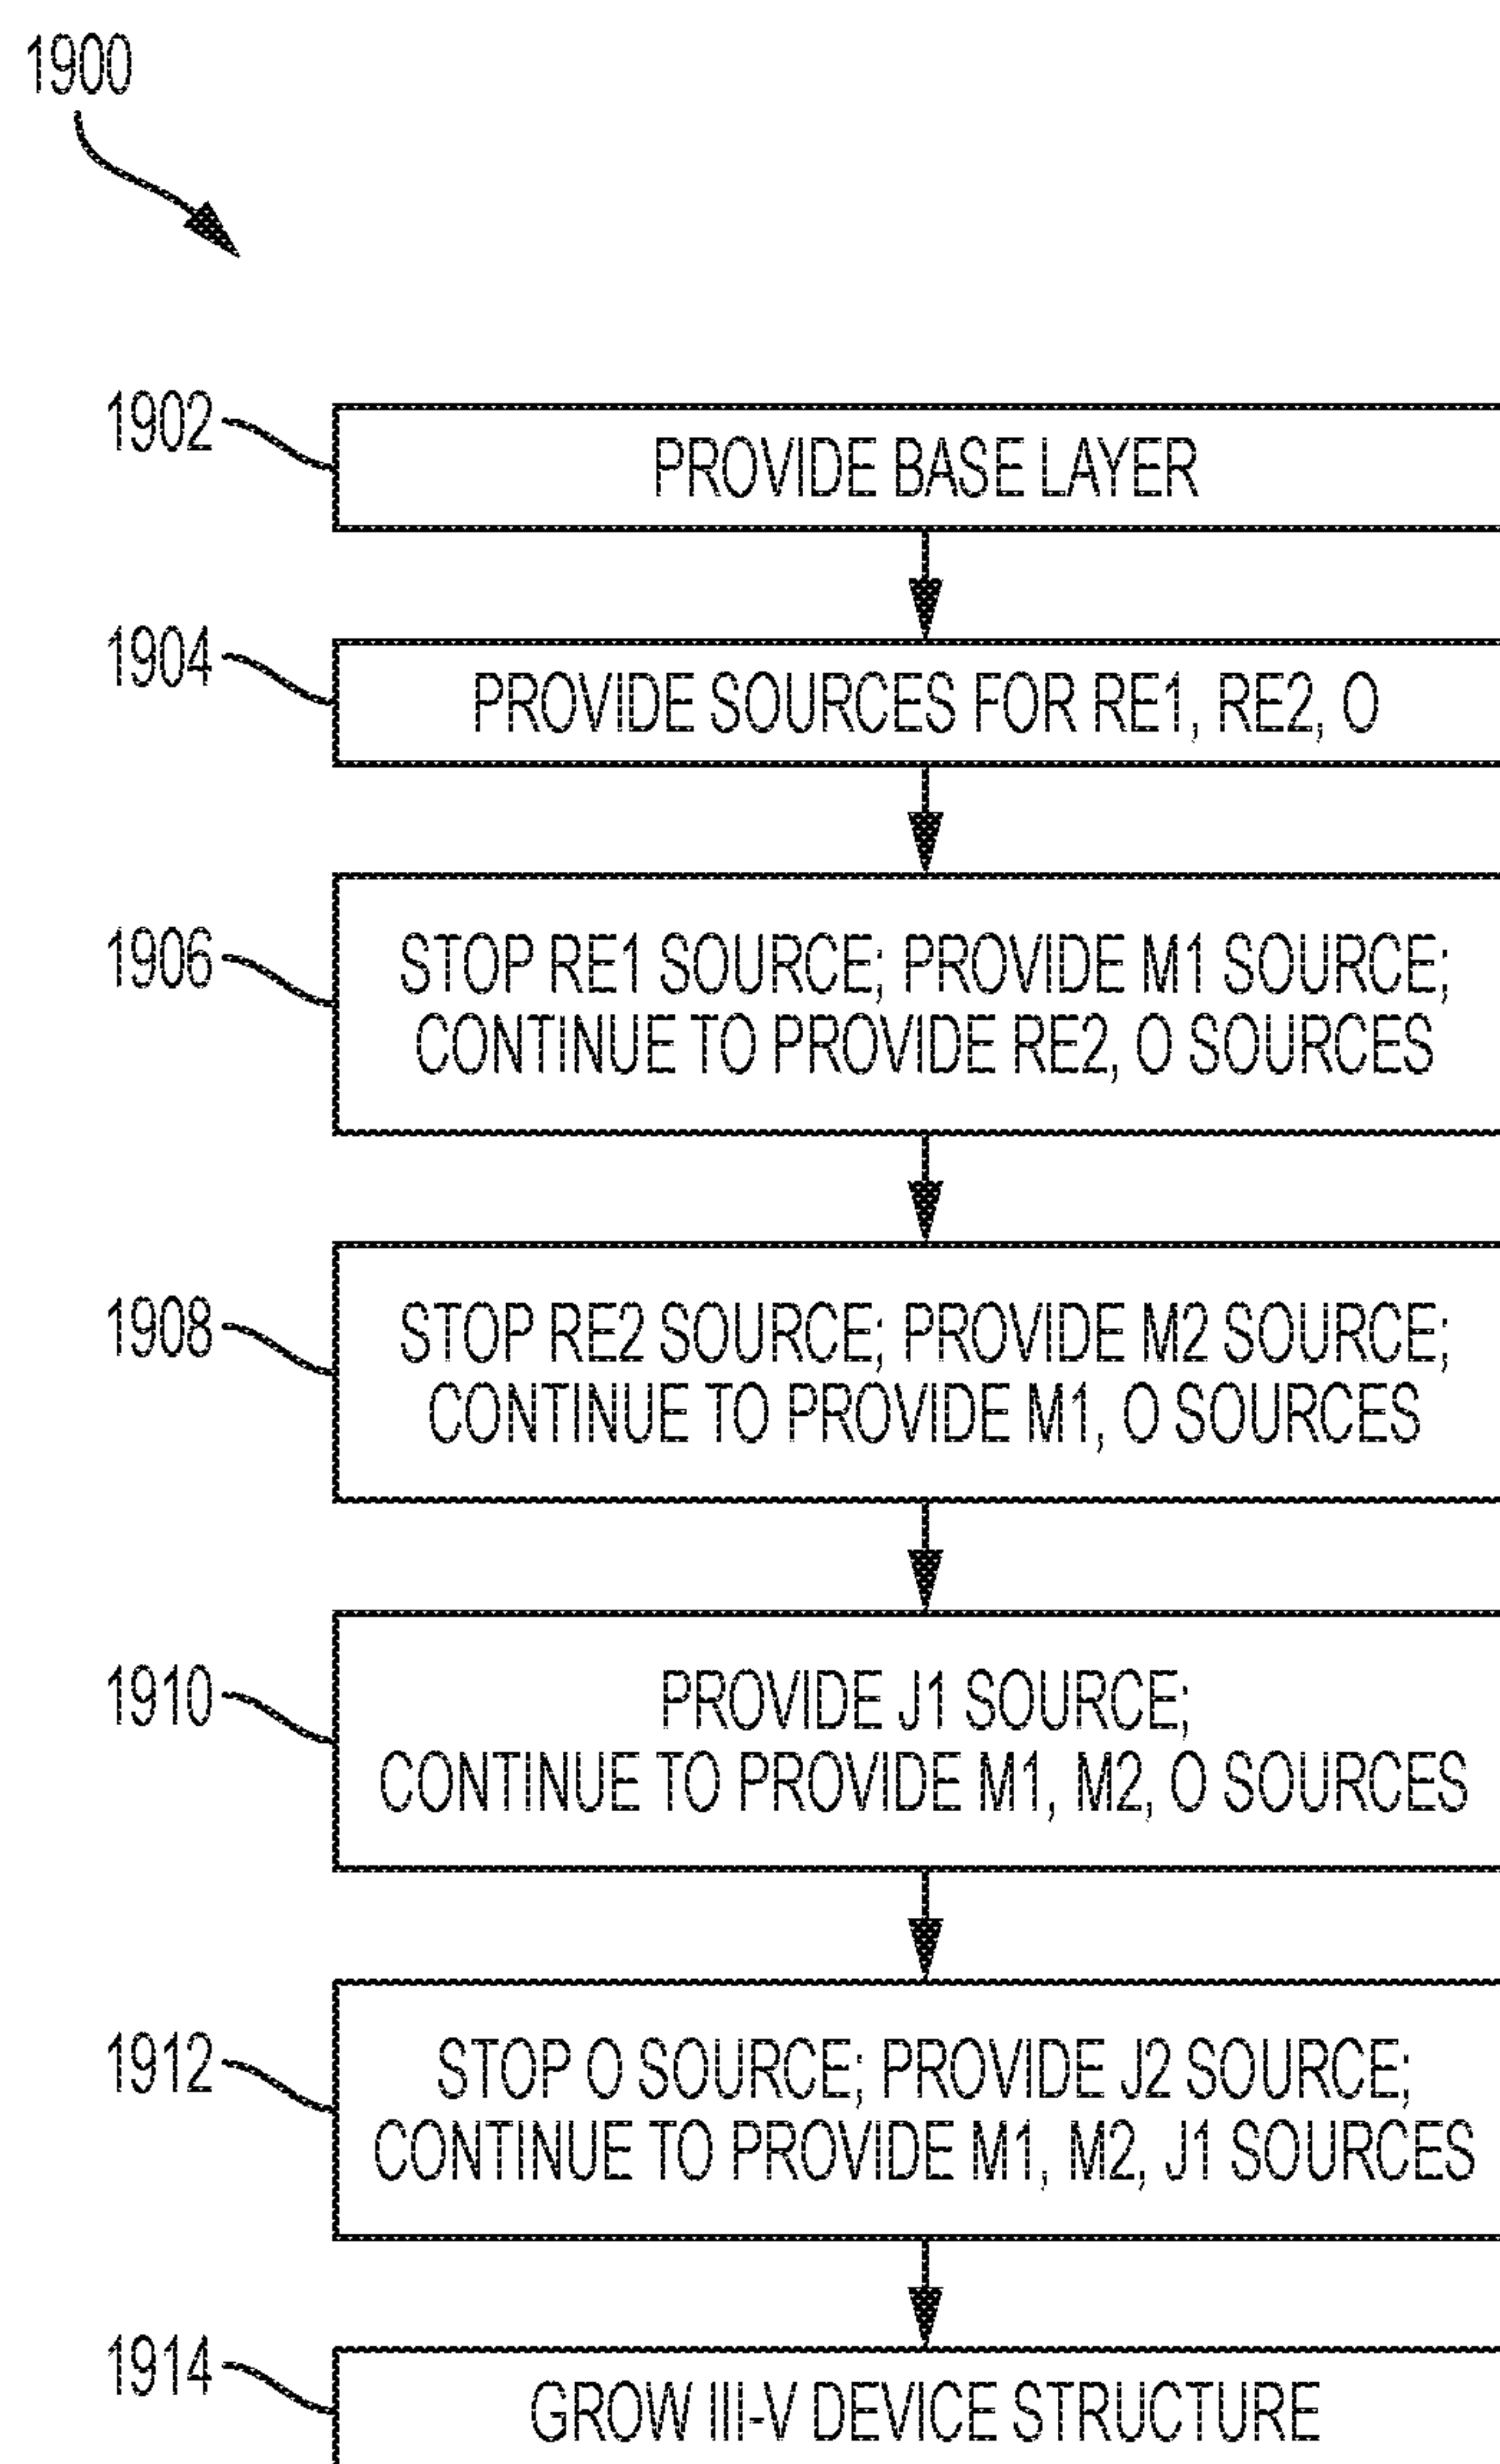 1900
1902
PROVIDE BASE LAYER
1904
PROVIDE SOURCES FOR RE1, RE2, O
1906
STOP RE1 SOURCE; PROVIDE M1 SOURCE;
CONTINUE TO PROVIDE RE2, O SOURCES
1908
STOP RE2 SOURCE; PROVIDE M2 SOURCE;
CONTINUE TO PROVIDE M1, O SOURCES
1910
PROVIDE J1 SOURCE;
CONTINUE TO PROVIDE M1, M2, O SOURCES
1912
STOP O SOURCE; PROVIDE J2 SOURCE;
CONTINUE TO PROVIDE M1, M2, J1 SOURCES
1914
GROW III-V DEVICE STRUCTURE